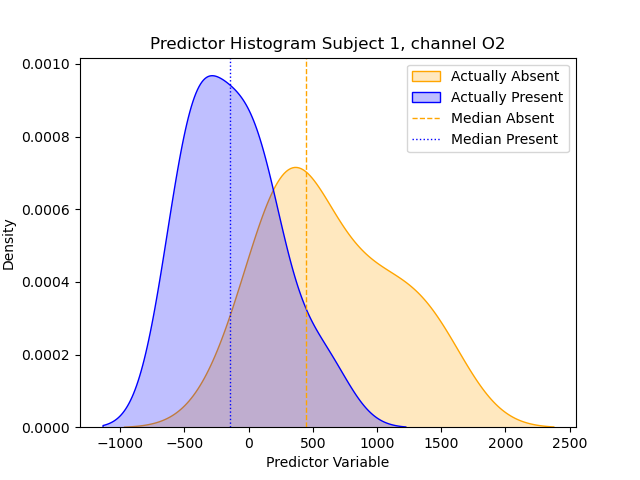 Predictor Histogram Subject 1, channel O2
Actually Absent
Actually Present
Median Absent
Median Present
Density
0.0010
0.0008
0.0006
0.0004
0.0002
0.0000
−1000 −500 0 500 1000 1500 2000 2500
Predictor Variable